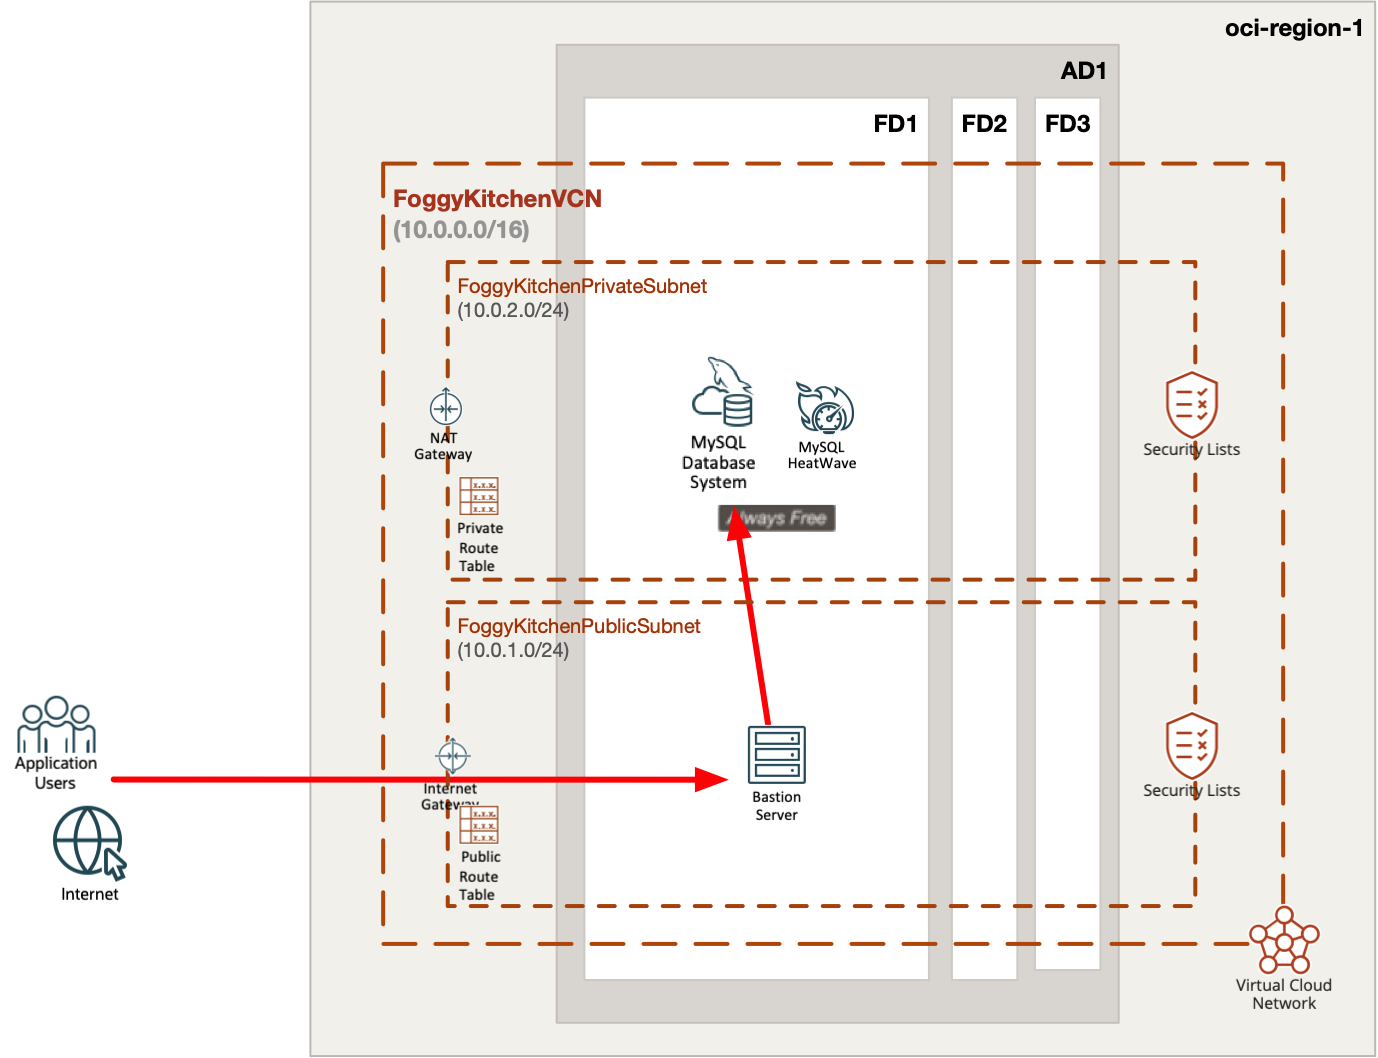 oci-region-1
AD1
FD1
FD2
FD3
FoggyKitchenVCN
(10.0.0.0/16)
FoggyKitchenPrivateSubnet
(10.0.2.0/24)
NAT
Gateway
Private
Route
Table
MySQL
Database
System
MySQL
HeatWave
Always Free
Security Lists
FoggyKitchenPublicSubnet
(10.0.1.0/24)
Application
Users
Internet
Internet
Gateway
Public
Route
Table
Bastion
Server
Security Lists
Virtual Cloud
Network